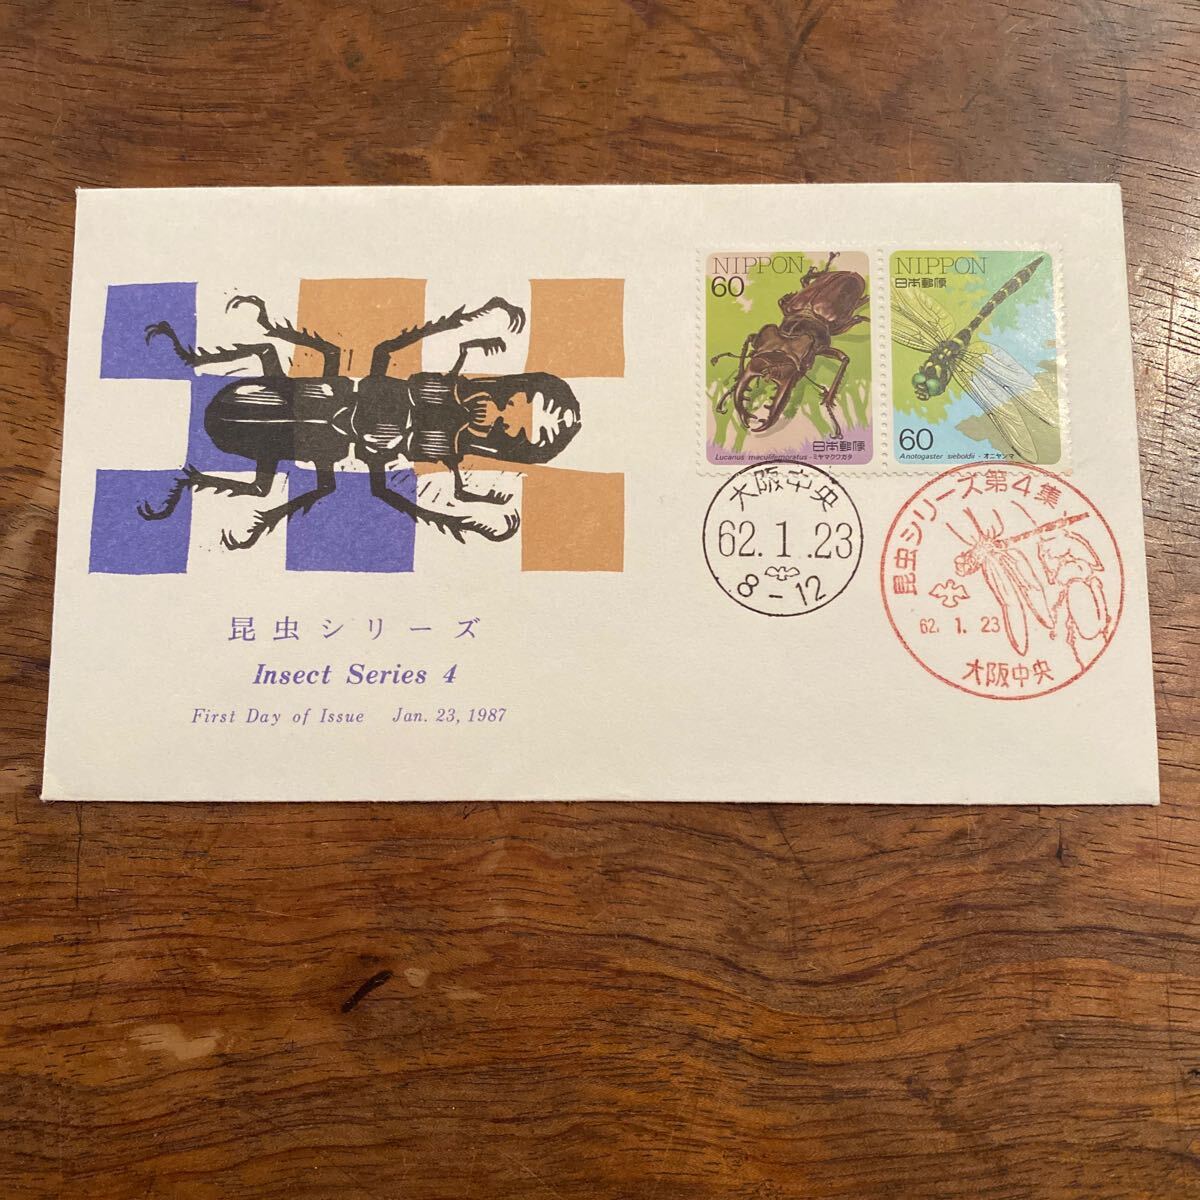 NIPPON
60
日本郵便
Lucanus maculifemoratus - ミヤマクワガタ
NIPPON
日本郵便
60
Anotogaster sieboldii - オニヤンマ
大阪中央
62.1.23
8-12
昆虫シリーズ第4集
62.1.23
大阪中央
昆虫シリーズ
Insect Series 4
First Day of Issue Jan. 23, 1987